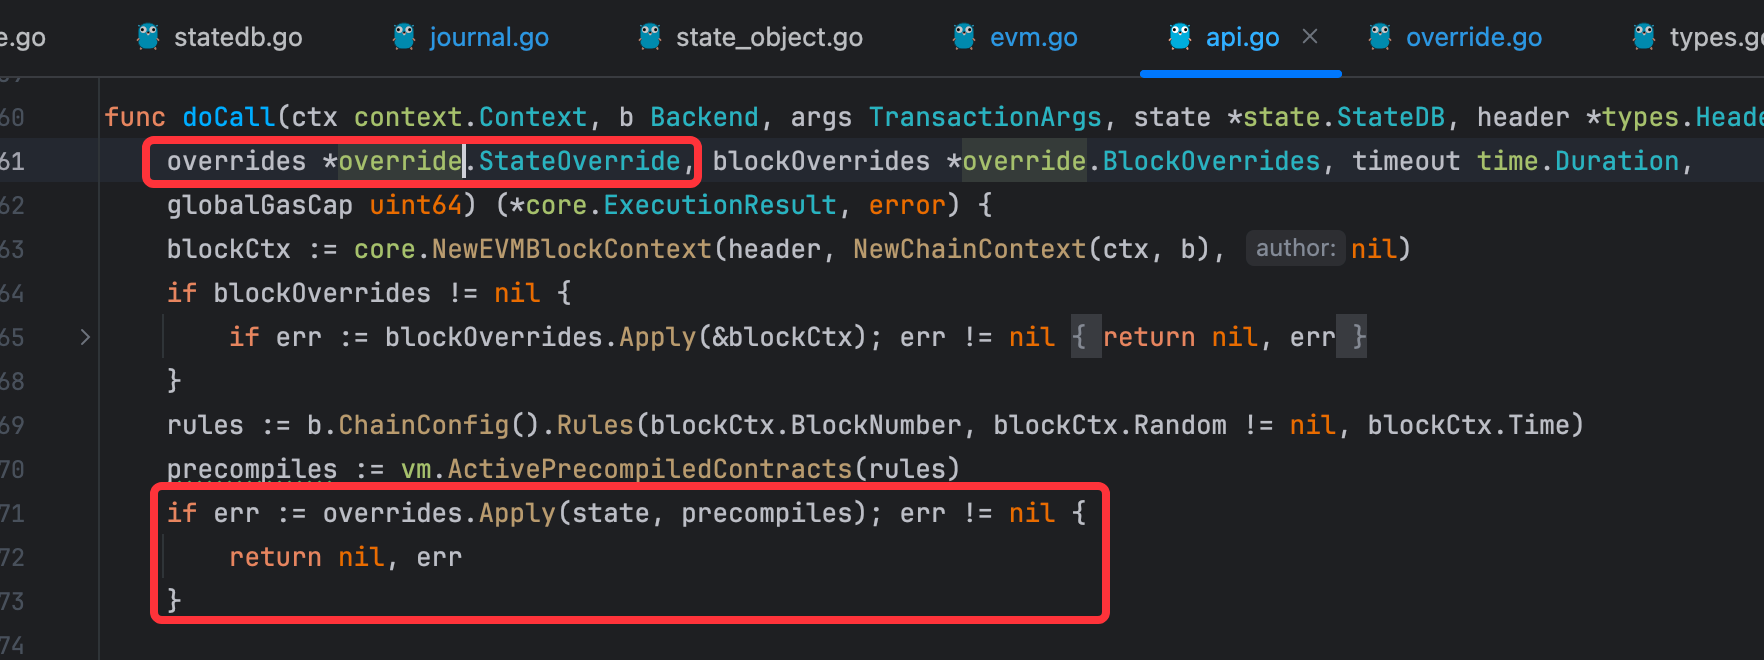 e.go statedb.go journal.go state_object.go evm.go api.go × override.go types.go
60 func doCall(ctx context.Context, b Backend, args TransactionArgs, state *state.StateDB, header *types.Heade
61 overrides *override.StateOverride, blockOverrides *override.BlockOverrides, timeout time.Duration,
62 globalGasCap uint64) (*core.ExecutionResult, error) {
63 blockCtx := core.NewEVMBlockContext(header, NewChainContext(ctx, b), author: nil)
64 if blockOverrides != nil {
65 if err := blockOverrides.Apply(&blockCtx); err != nil { return nil, err }
68 }
69 rules := b.ChainConfig().Rules(blockCtx.BlockNumber, blockCtx.Random != nil, blockCtx.Time)
70 precompiles := vm.ActivePrecompiledContracts(rules)
71 if err := overrides.Apply(state, precompiles); err != nil {
72 return nil, err
73 }
74